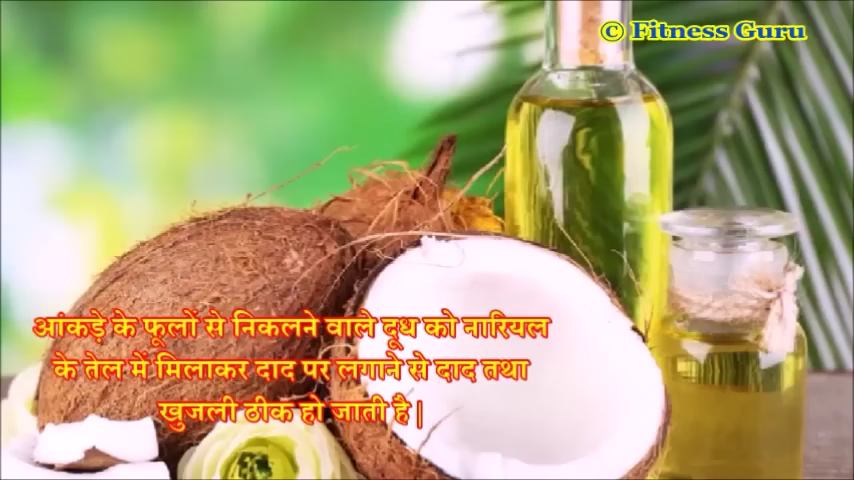 © Fitness Guru
आंकड़े के फूलों से निकलने वाले दूध को नारियल
के तेल में मिलाकर दाद पर लगाने से दाद तथा
खुजली ठीक हो जाती है |